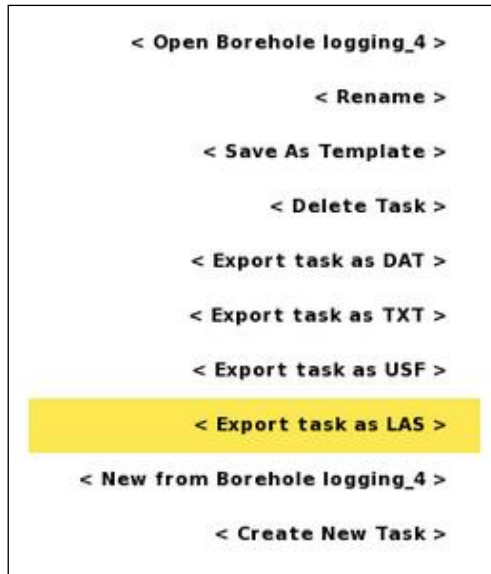 < Open Borehole logging_4 >
< Rename >
< Save As Template >
< Delete Task >
< Export task as DAT >
< Export task as TXT >
< Export task as USF >
< Export task as LAS >
< New from Borehole logging_4 >
< Create New Task >